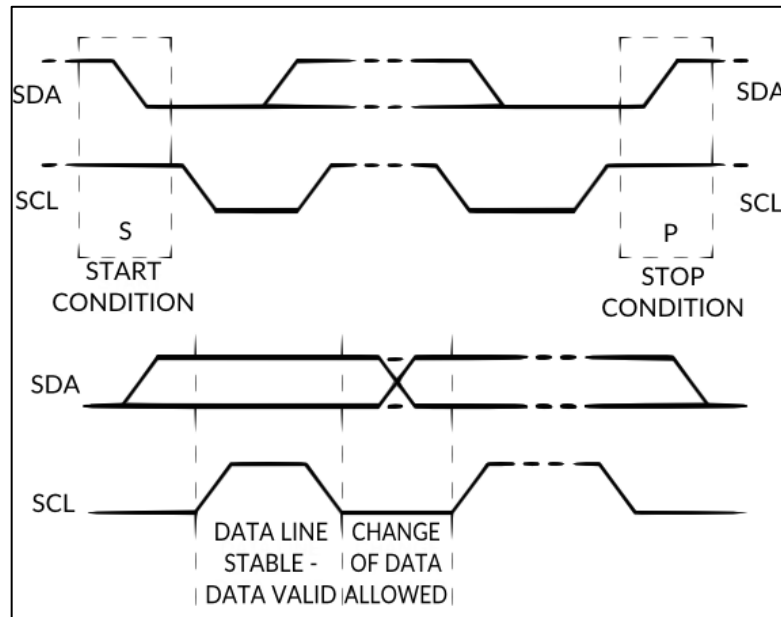 SDA
SDA
SCL
SCL
S
P
START
CONDITION
STOP
CONDITION
SDA
SCL
DATA LINE
STABLE -
DATA VALID
CHANGE
OF DATA
ALLOWED